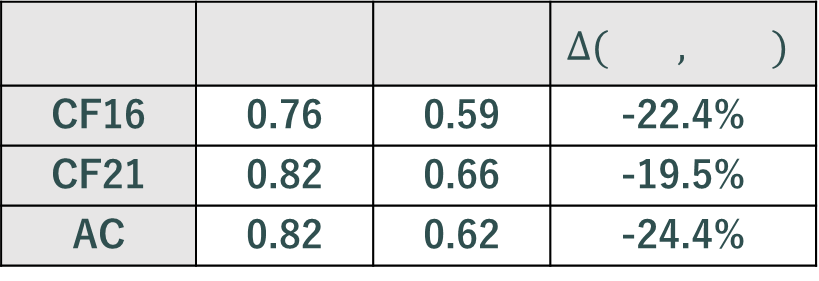 Δ( , )
CF16 0.76 0.59 -22.4%
CF21 0.82 0.66 -19.5%
AC 0.82 0.62 -24.4%